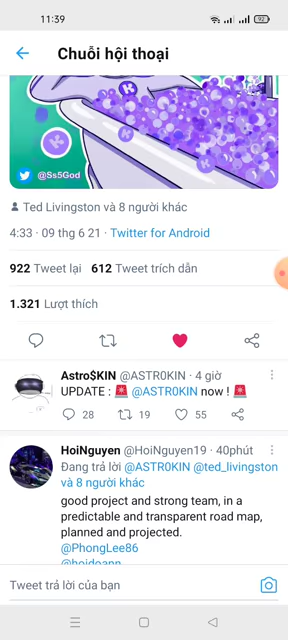 11:39
92
Chuỗi hội thoại
@Ss5God
Ted Livingston và 8 người khác
4:33 · 09 thg 6 21 · Twitter for Android
922 Tweet lại 612 Tweet trích dẫn
1.321 Lượt thích
Astro$KIN @ASTR0KIN · 4 giờ
UPDATE : 🚨 @ASTR0KIN now ! 🚨
28 19 55
HoiNguyen @HoiNguyen19 · 40phút
Đang trả lời @ASTR0KIN @ted_livingston
và 8 người khác
good project and strong team, in a
predictable and transparent road map,
planned and projected.
@PhongLee86
@hoidoann
Tweet trả lời của bạn